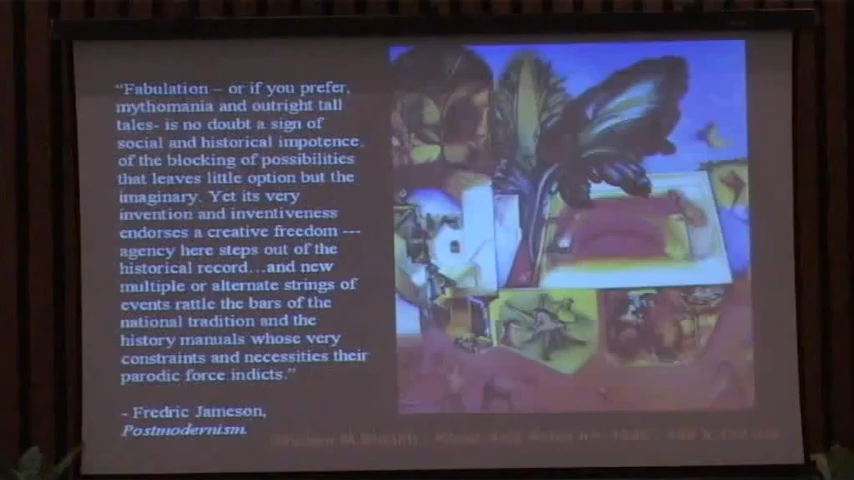 “Fabulation – or if you prefer,
mythomania and outright tall
tales- is no doubt a sign of
social and historical impotence,
of the blocking of possibilities
that leaves little option but the
imaginary. Yet its very
invention and inventiveness
endorses a creative freedom ---
agency here steps out of the
historical record…and new
multiple or alternate strings of
events rattle the bars of the
national tradition and the
history manuals whose very
constraints and necessities their
parodic force indicts.”
- Fredric Jameson,
Postmodernism.